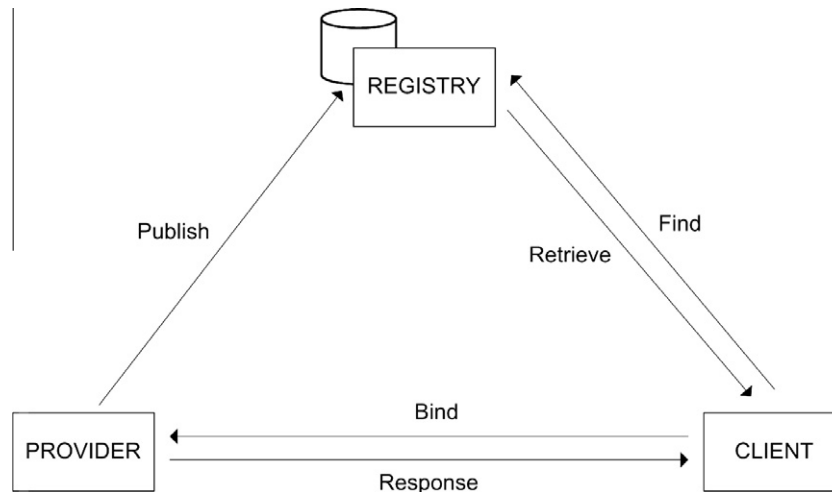 REGISTRY
Publish
Find
Retrieve
Bind
PROVIDER
CLIENT
Response